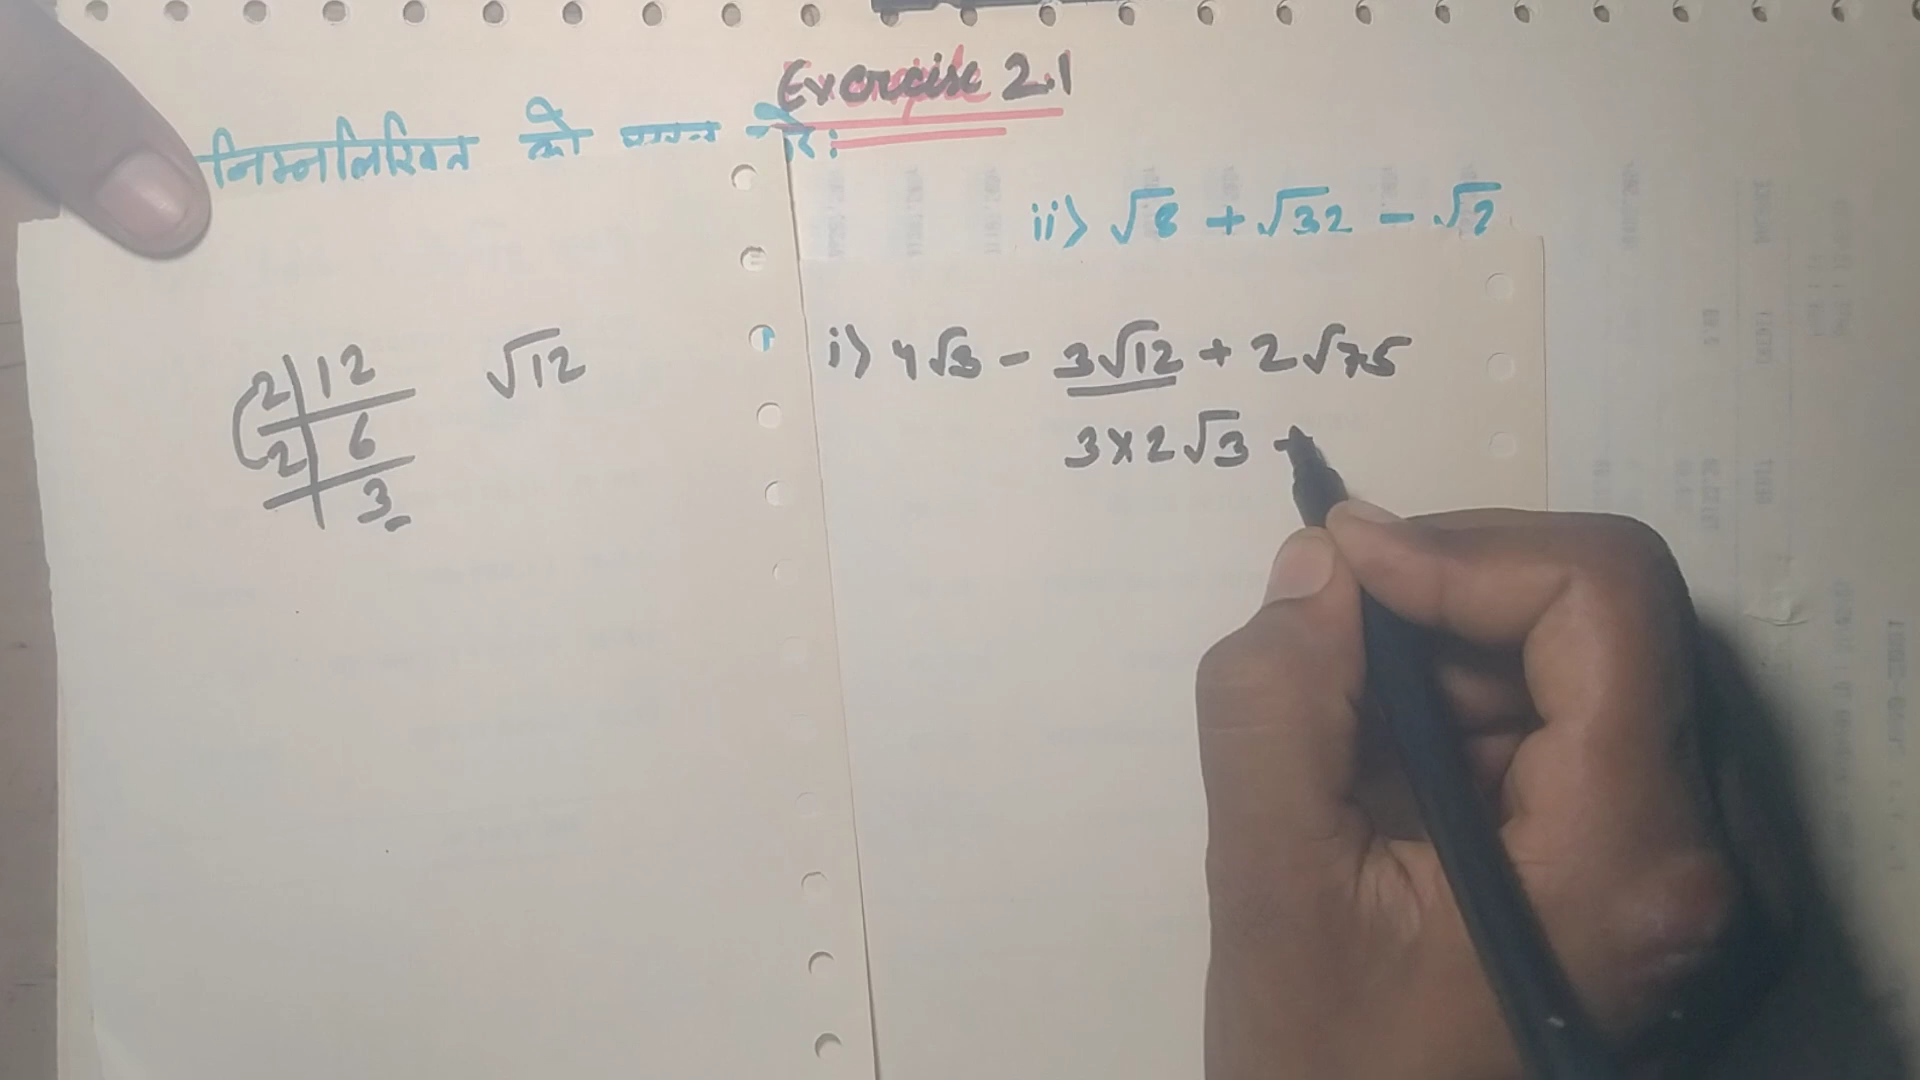 Exercise 2.1
निम्नलिखित को
ii) √8 + √32 - √2
2 | 12
2 | 6
3
√12
i) 4√3 - 3√12 + 2√75
3×2√3 +